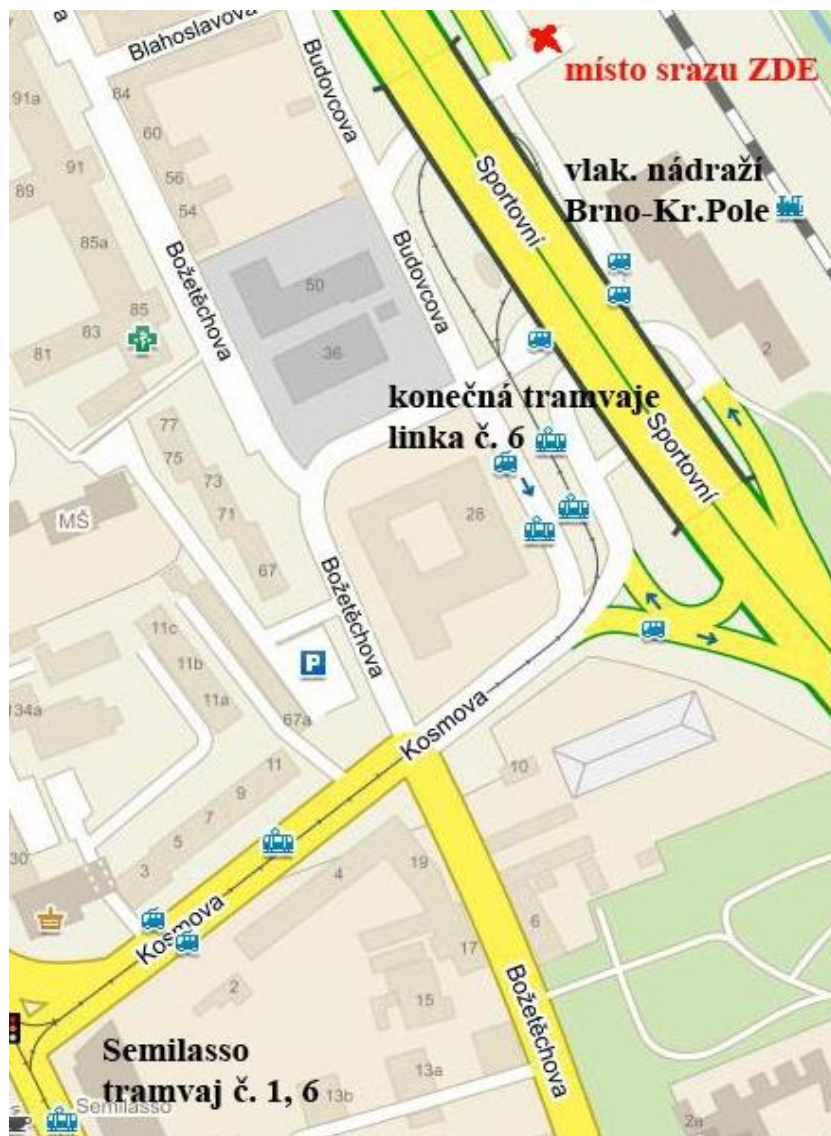 Blahoslavova
Budovcova
místo srazu ZDE
91a
64
60
91
Sportovní
vlak. nádraží
Brno-Kr.Pole
89
56
54
85a
Božetěchova
Budovcova
50
85
83
81
36
2
konečná tramvaje
linka č. 6
Sportovní
77
75
73
MŠ
71
28
67
Božetěchova
11c
11b
P
11a
134a
67a
Kosmova
11
10
9
7
5
3
4
19
30
Kosmova
6
17
2
15
Božetěchova
Semilasso
tramvaj č. 1, 6
13a
13b
Semilasso
2a